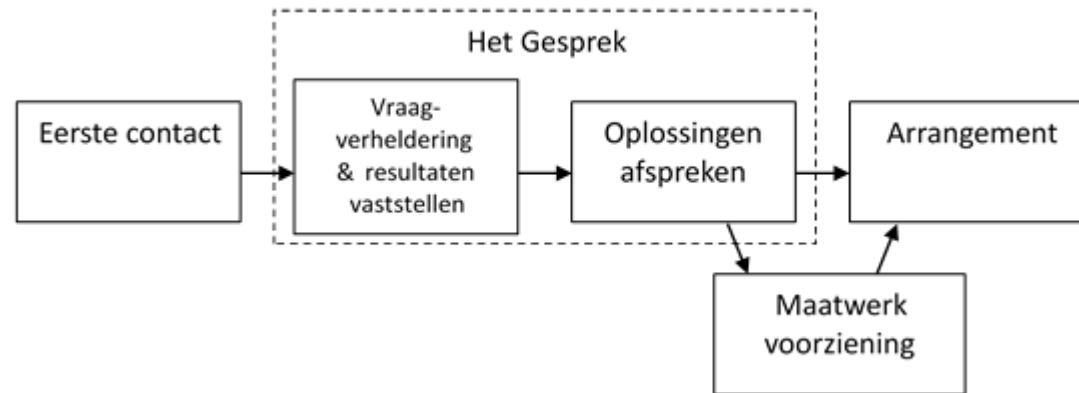 Het Gesprek
Eerste contact
Vraag-
verheldering
& resultaten
vaststellen
Oplossingen
afspreken
Arrangement
Maatwerk
voorziening